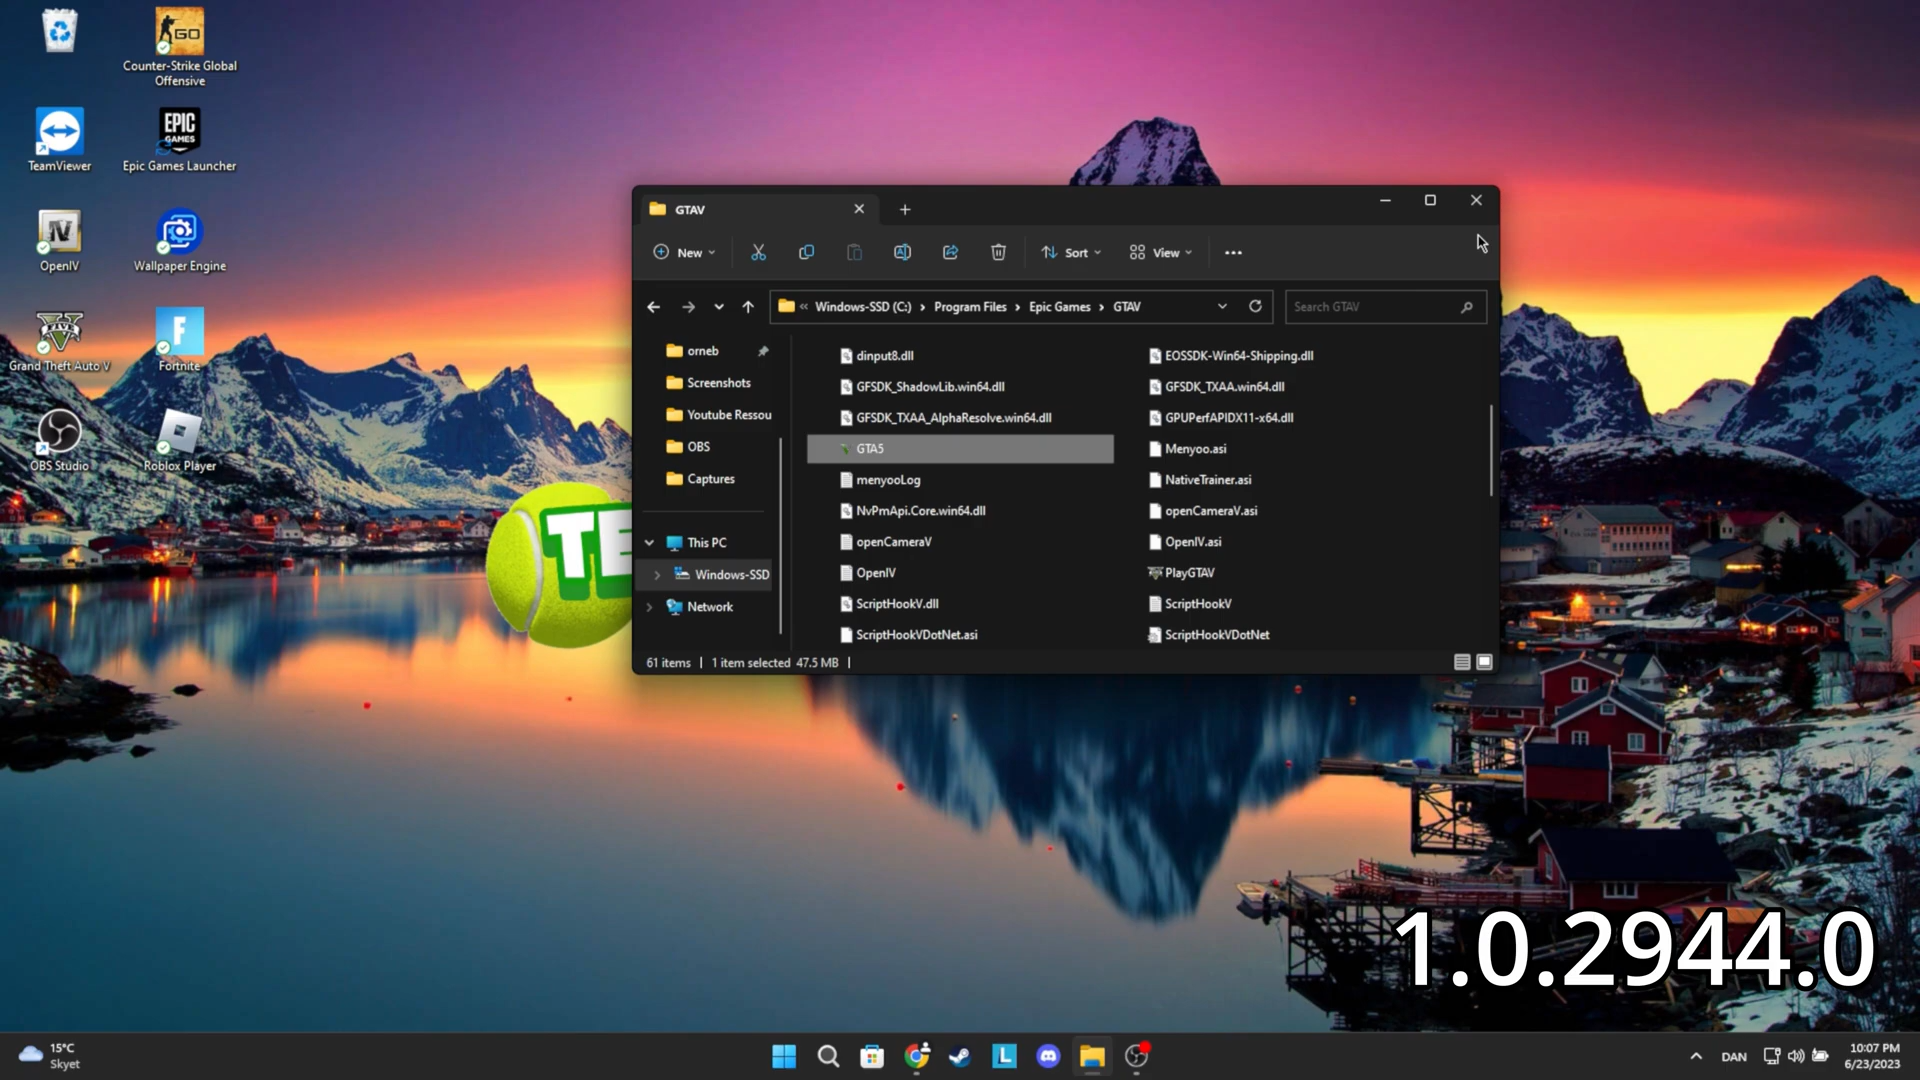 GO
Counter-Strike Global
Offensive
TeamViewer
EPIC
GAMES
Epic Games Launcher
IV
OpenIV
Wallpaper Engine
FIVE
Grand Theft Auto V
F
Fortnite
OBS Studio
Roblox Player
TE
GTAV
New
Sort
View
Windows-SSD (C:)
Program Files
Epic Games
GTAV
Search GTAV
orneb
Screenshots
Youtube Ressou
OBS
Captures
This PC
Windows-SSD
Network
dinput8.dll
EOSSDK-Win64-Shipping.dll
GFSDK_ShadowLib.win64.dll
GFSDK_TXAA.win64.dll
GFSDK_TXAA_AlphaResolve.win64.dll
GPUPerfAPIDX11-x64.dll
GTA5
Menyoo.asi
menyooLog
NativeTrainer.asi
NvPmApi.Core.win64.dll
openCameraV.asi
openCameraV
OpenIV.asi
OpenIV
PlayGTAV
ScriptHookV.dll
ScriptHookV
ScriptHookVDotNet.asi
ScriptHookVDotNet
61 items | 1 item selected 47.5 MB |
1.0.2944.0
15°C
Skyet
L
DAN
10:07 PM
6/23/2023